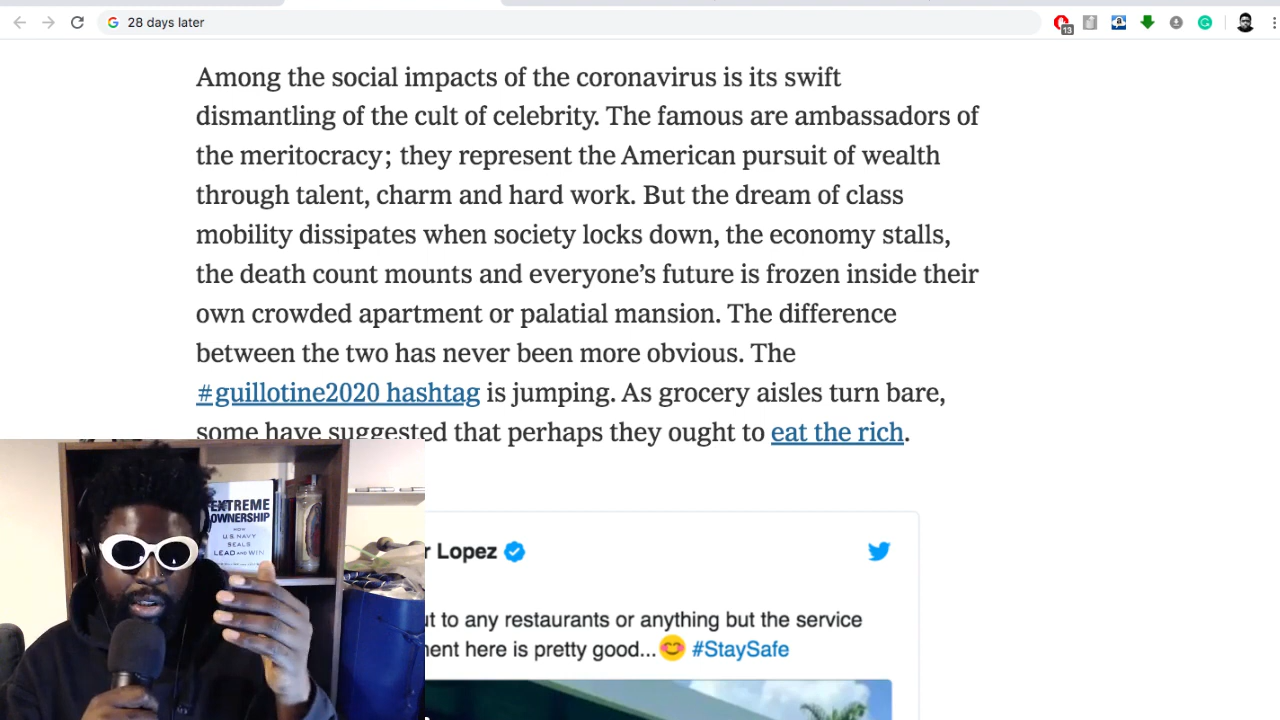 28 days later
13
Among the social impacts of the coronavirus is its swift
dismantling of the cult of celebrity. The famous are ambassadors of
the meritocracy; they represent the American pursuit of wealth
through talent, charm and hard work. But the dream of class
mobility dissipates when society locks down, the economy stalls,
the death count mounts and everyone’s future is frozen inside their
own crowded apartment or palatial mansion. The difference
between the two has never been more obvious. The
#guillotine2020 hashtag is jumping. As grocery aisles turn bare,
some have suggested that perhaps they ought to eat the rich.
EXTREME
OWNERSHIP
HOW
U.S. NAVY
SEALS
LEAD AND WIN
r Lopez
ut to any restaurants or anything but the service
ent here is pretty good...😊 #StaySafe